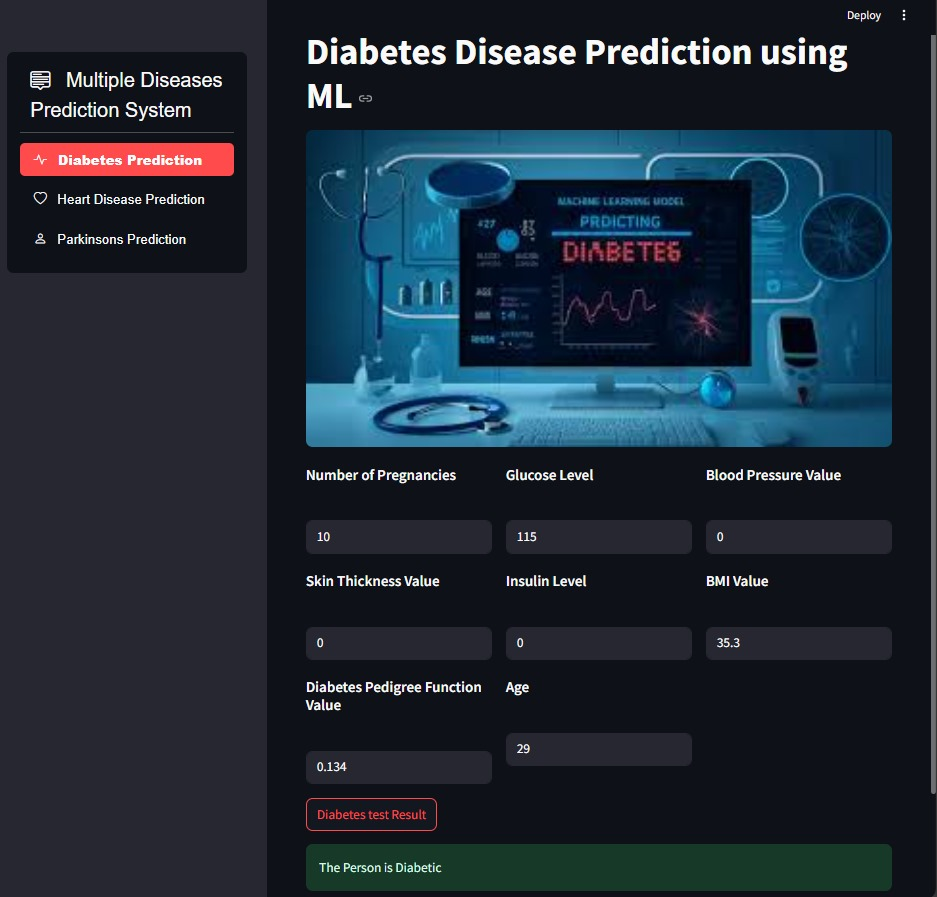 Deploy
Multiple Diseases
Prediction System
Diabetes Prediction
Heart Disease Prediction
Parkinsons Prediction
Diabetes Disease Prediction using
ML
MACHINE LEARNING MODEL
PRDICTING
DIABETES
AGE
Number of Pregnancies
Glucose Level
Blood Pressure Value
10
115
0
Skin Thickness Value
Insulin Level
BMI Value
0
0
35.3
Diabetes Pedigree Function
Value
Age
0.134
29
Diabetes test Result
The Person is Diabetic